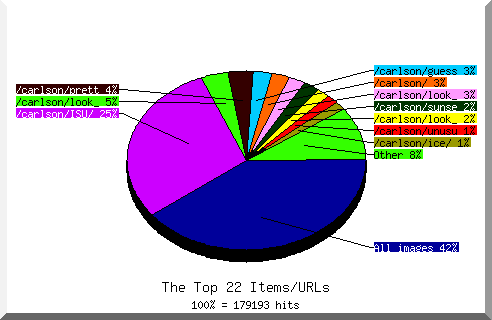 /carlson/guess 3%
/carlson/ 3%
/carlson/prett 4%
/carlson/look_ 3%
/carlson/look_ 5%
/carlson/sunse 2%
/carlson/ISU/ 25%
/carlson/look_ 2%
/carlson/unusu 1%
/carlson/ice/ 1%
Other 8%
All images 42%
The Top 22 Items/URLs
100% = 179193 hits